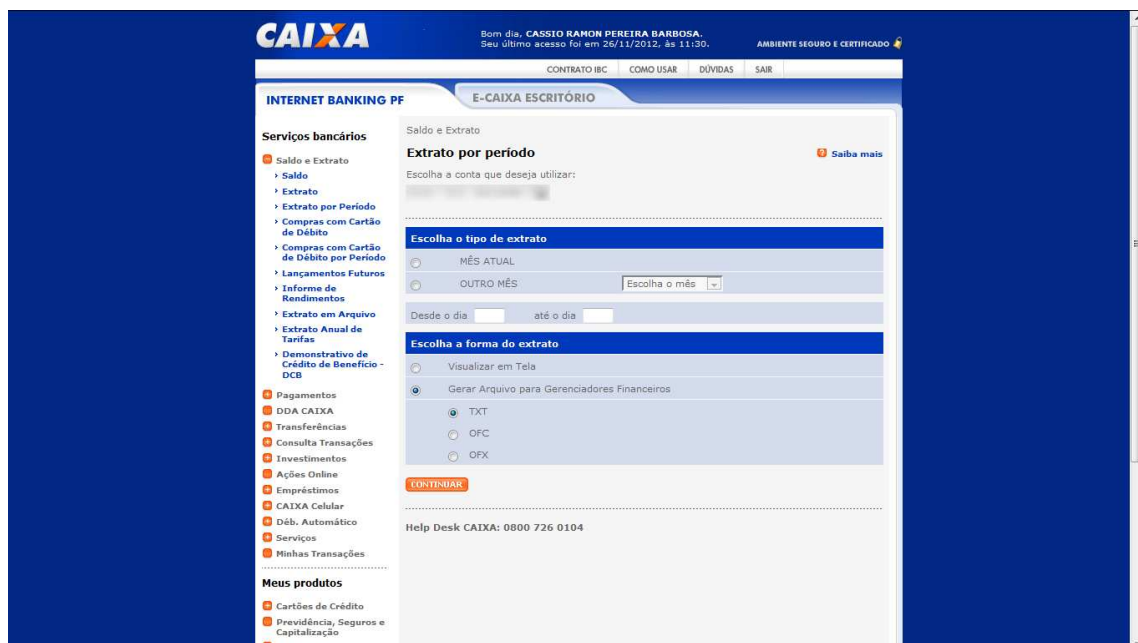 CAIXA
Bom dia, CASSIO RAMON PEREIRA BARBOSA.
Seu último acesso foi em 26/11/2012, às 11:30.
AMBIENTE SEGURO E CERTIFICADO
CONTRATO IBC COMO USAR DÚVIDAS SAIR
INTERNET BANKING PF E-CAIXA ESCRITÓRIO
Serviços bancários
Saldo e Extrato
Saldo
Extrato
Extrato por Período
Compras com Cartão
de Débito
Compras com Cartão
de Débito por Período
Lançamentos Futuros
Informe de
Rendimentos
Extrato em Arquivo
Extrato Anual de
Tarifas
Demonstrativo de
Crédito de Benefício -
DCB
Pagamentos
DDA CAIXA
Transferências
Consulta Transações
Investimentos
Ações Online
Empréstimos
CAIXA Celular
Déb. Automático
Serviços
Minhas Transações
Meus produtos
Cartões de Crédito
Previdência, Seguros e
Capitalização
Saldo e Extrato
Extrato por período
Saiba mais
Escolha a conta que deseja utilizar:
Escolha o tipo de extrato
MÊS ATUAL
OUTRO MÊS Escolha o mês
Desde o dia até o dia
Escolha a forma do extrato
Visualizar em Tela
Gerar Arquivo para Gerenciadores Financeiros
TXT
OFC
OFX
CONTINUAR
Help Desk CAIXA: 0800 726 0104